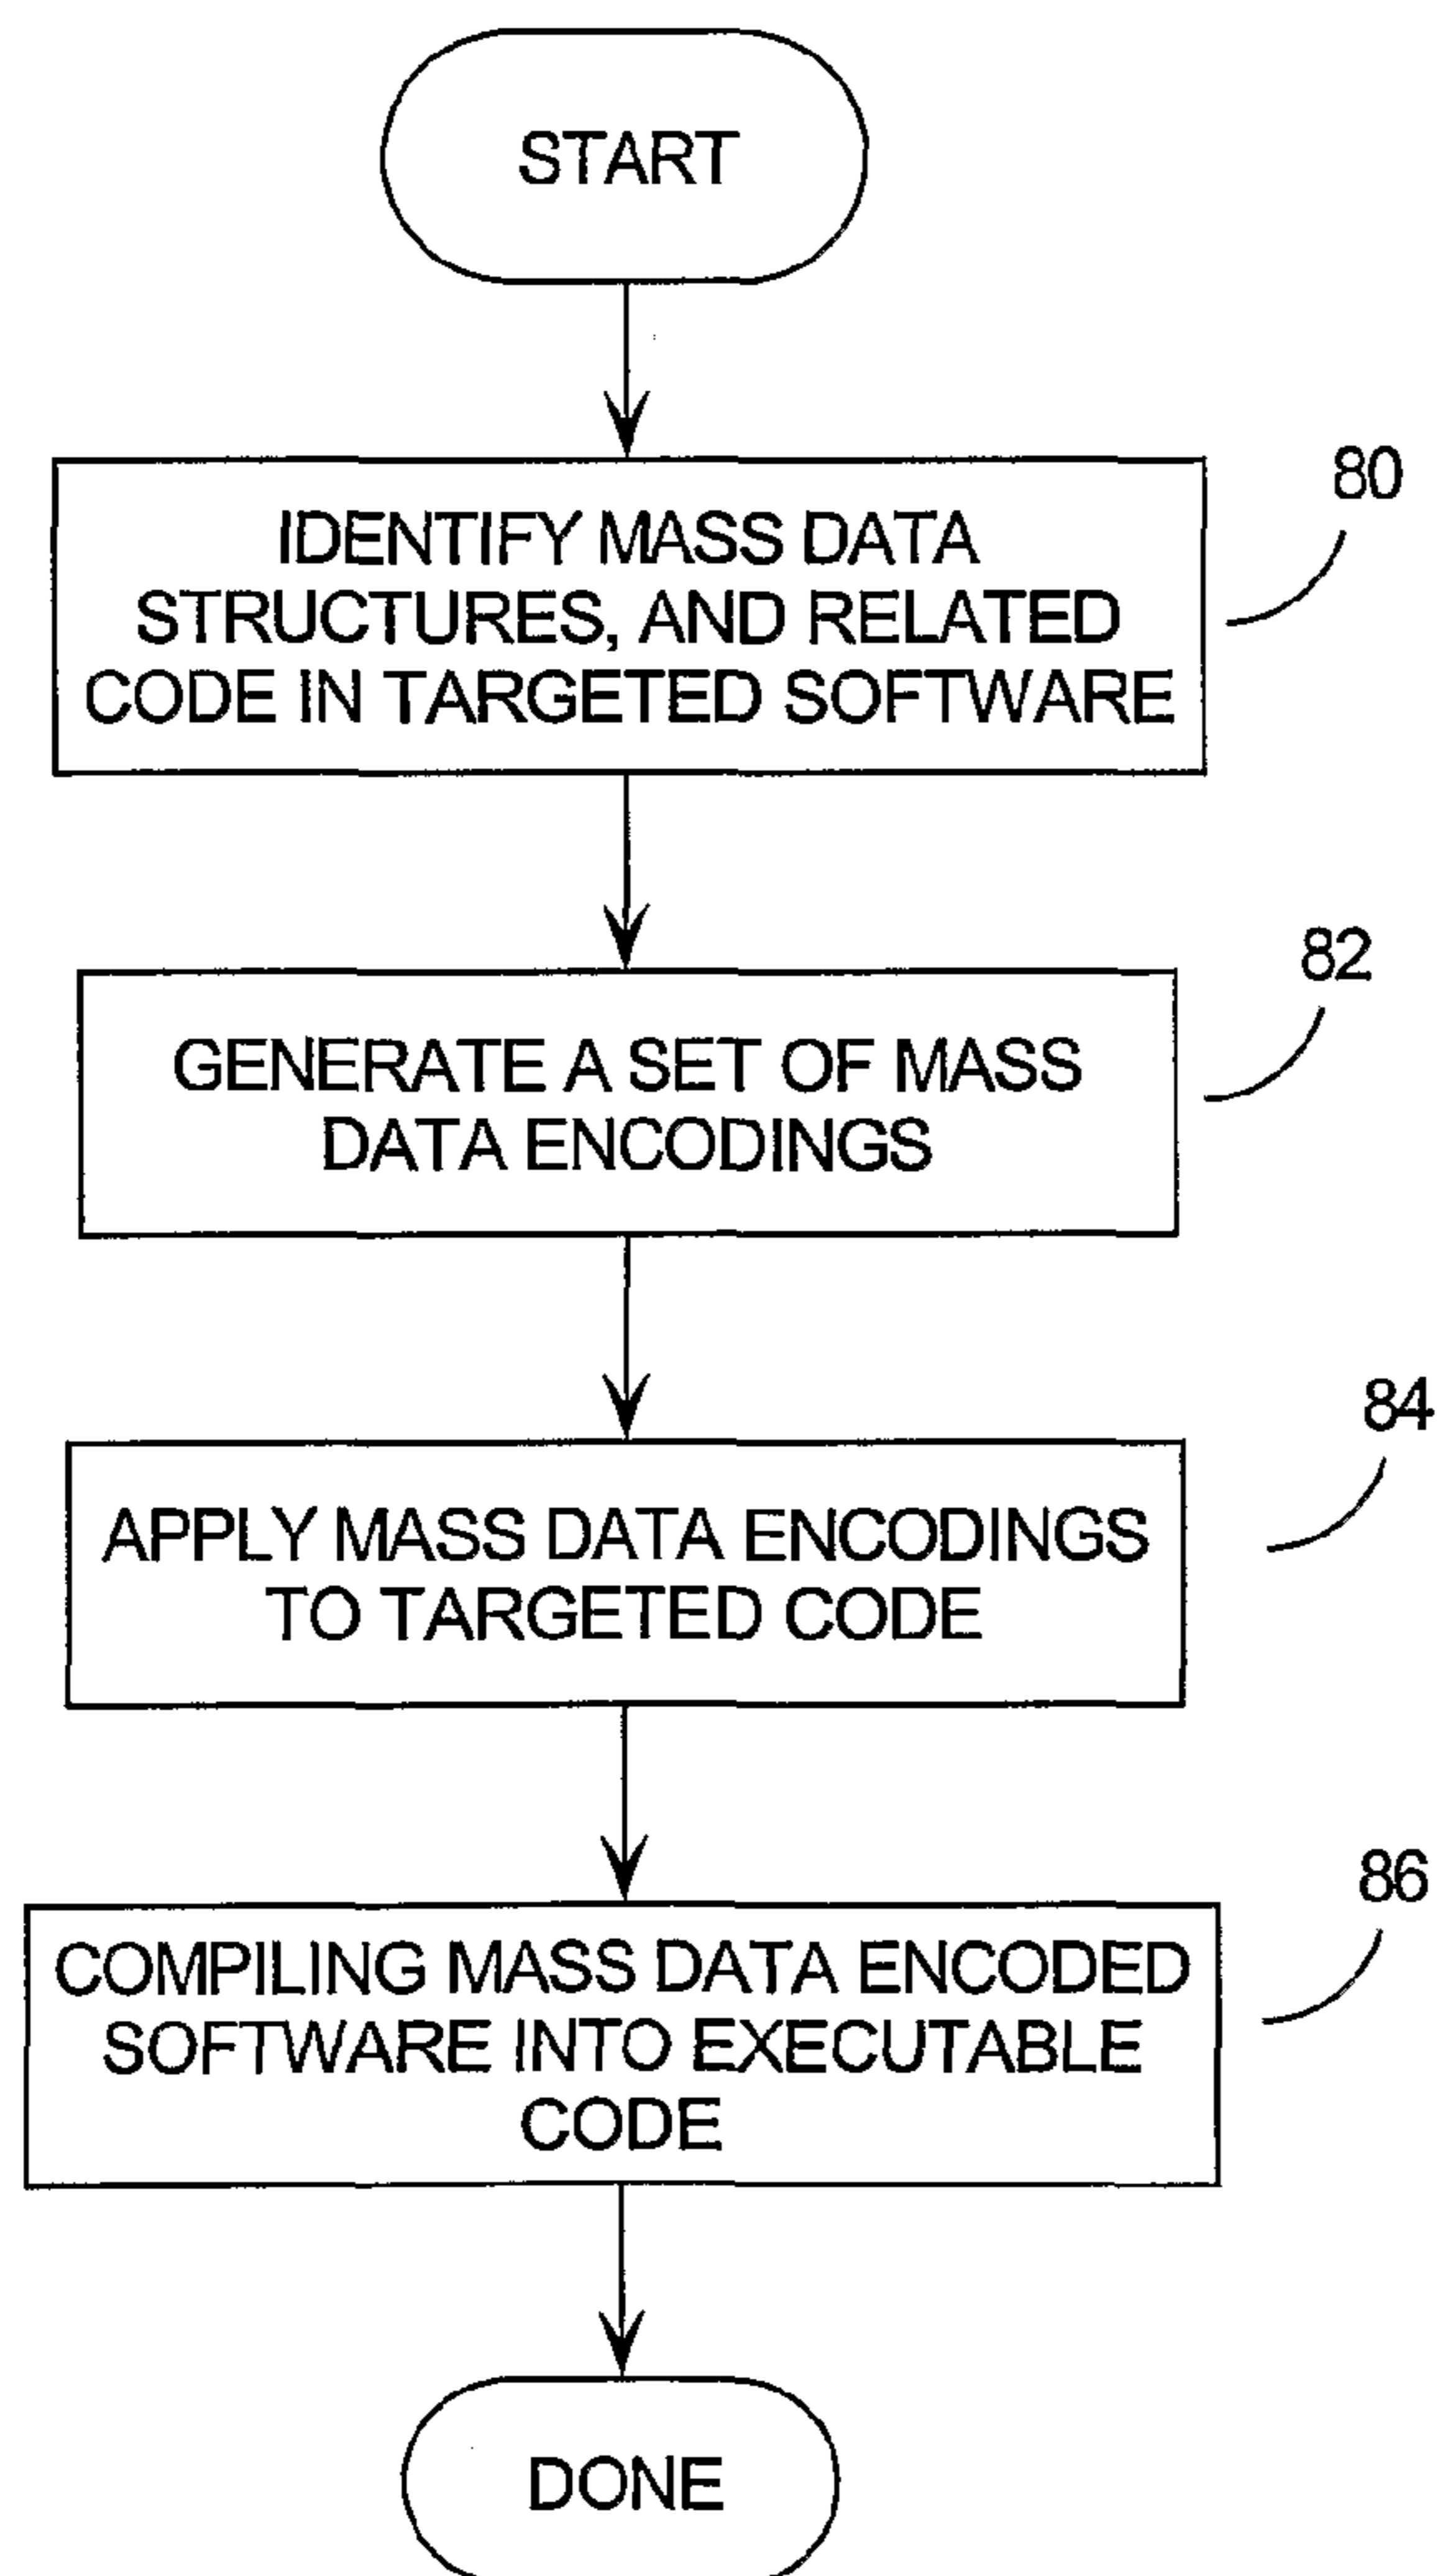 START
80
IDENTIFY MASS DATA
STRUCTURES, AND RELATED
CODE IN TARGETED SOFTWARE
82
GENERATE A SET OF MASS
DATA ENCODINGS
84
APPLY MASS DATA ENCODINGS
TO TARGETED CODE
86
COMPILING MASS DATA ENCODED
SOFTWARE INTO EXECUTABLE
CODE
DONE